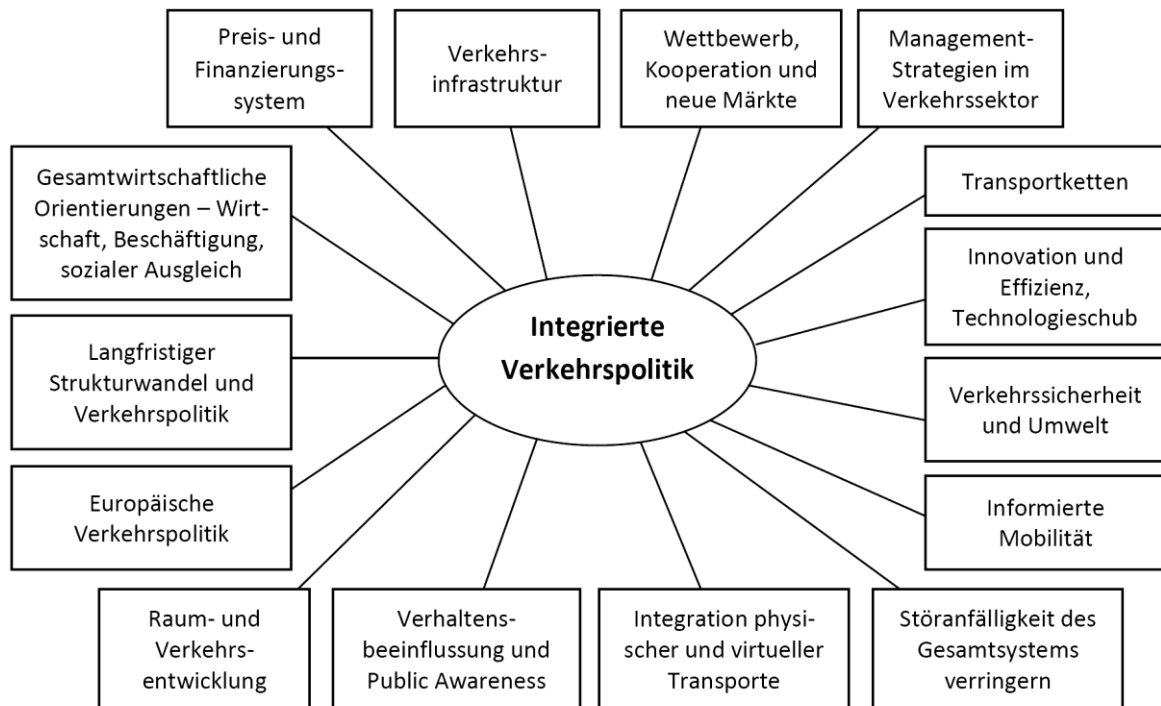 Preis- und
Finanzierungs-
system
Verkehrs-
infrastruktur
Wettbewerb,
Kooperation und
neue Märkte
Management-
Strategien im
Verkehrssektor
Gesamtwirtschaftliche
Orientierungen – Wirt-
schaft, Beschäftigung,
sozialer Ausgleich
Transportketten
Innovation und
Effizienz,
Technologieschub
Integrierte
Verkehrspolitik
Langfristiger
Strukturwandel und
Verkehrspolitik
Verkehrssicherheit
und Umwelt
Europäische
Verkehrspolitik
Informierte
Mobilität
Raum- und
Verkehrs-
entwicklung
Verhaltens-
beeinflussung und
Public Awareness
Integration physi-
scher und virtueller
Transporte
Störanfälligkeit des
Gesamtsystems
verringern